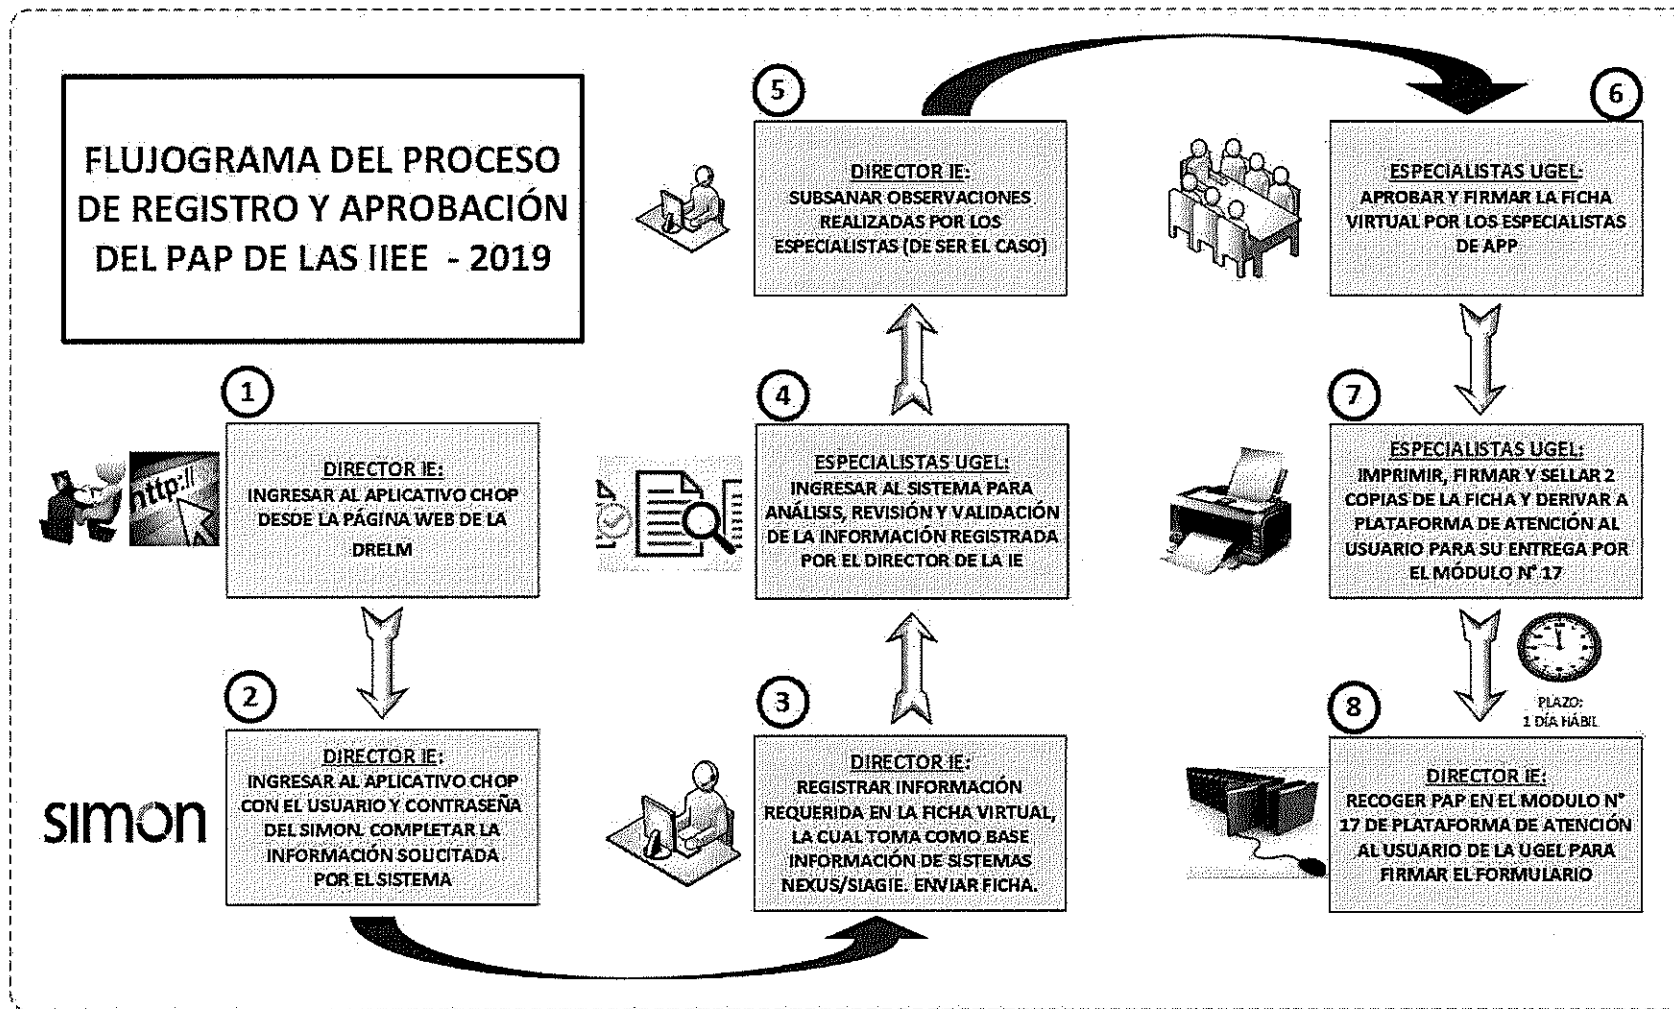 FLUJOGRAMA DEL PROCESO
DE REGISTRO Y APROBACIÓN
DEL PAP DE LAS IIEE - 2019
1
http://
DIRECTOR IE:
INGRESAR AL APLICATIVO CHOP
DESDE LA PÁGINA WEB DE LA
DRELM
2
simon
DIRECTOR IE:
INGRESAR AL APLICATIVO CHOP
CON EL USUARIO Y CONTRASEÑA
DEL SIMON. COMPLETAR LA
INFORMACIÓN SOLICITADA
POR EL SISTEMA
3
DIRECTOR IE:
REGISTRAR INFORMACIÓN
REQUERIDA EN LA FICHA VIRTUAL,
LA CUAL TOMA COMO BASE
INFORMACIÓN DE SISTEMAS
NEXUS/SIAGIE. ENVIAR FICHA.
4
ESPECIALISTAS UGEL:
INGRESAR AL SISTEMA PARA
ANÁLISIS, REVISIÓN Y VALIDACIÓN
DE LA INFORMACIÓN REGISTRADA
POR EL DIRECTOR DE LA IE
5
DIRECTOR IE:
SUBSANAR OBSERVACIONES
REALIZADAS POR LOS
ESPECIALISTAS (DE SER EL CASO)
6
ESPECIALISTAS UGEL:
APROBAR Y FIRMAR LA FICHA
VIRTUAL POR LOS ESPECIALISTAS
DE APP
7
ESPECIALISTAS UGEL:
IMPRIMIR, FIRMAR Y SELLAR 2
COPIAS DE LA FICHA Y DERIVAR A
PLATAFORMA DE ATENCIÓN AL
USUARIO PARA SU ENTREGA POR
EL MÓDULO N° 17
PLAZO:
1 DÍA HÁBIL
8
DIRECTOR IE:
RECOGER PAP EN EL MODULO N°
17 DE PLATAFORMA DE ATENCIÓN
AL USUARIO DE LA UGEL PARA
FIRMAR EL FORMULARIO